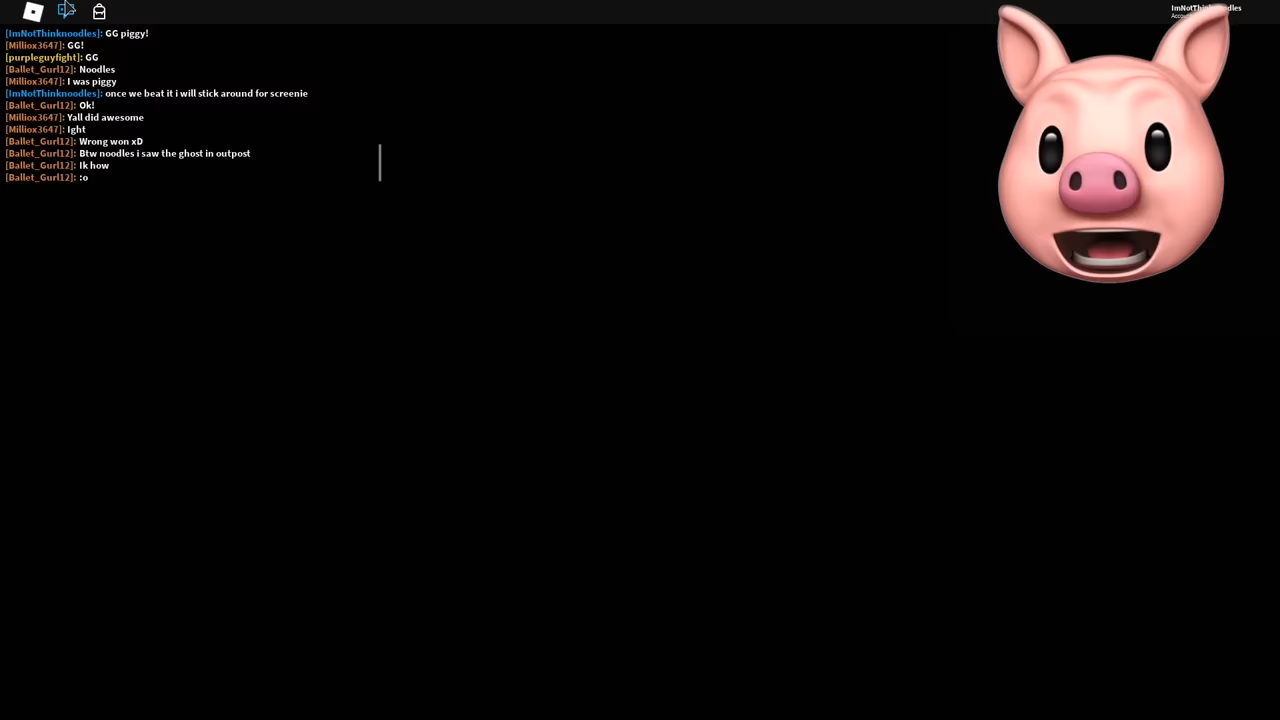 ImNotThinknoodles
[ImNotThinknoodles]: GG piggy!
[Milliox3647]: GG!
[purpleguyfight]: GG
[Ballet_Gurl12]: Noodles
[Milliox3647]: I was piggy
[ImNotThinknoodles]: once we beat it i will stick around for screenie
[Ballet_Gurl12]: Ok!
[Milliox3647]: Yall did awesome
[Milliox3647]: Ight
[Ballet_Gurl12]: Wrong won xD
[Ballet_Gurl12]: Btw noodles i saw the ghost in outpost
[Ballet_Gurl12]: Ik how
[Ballet_Gurl12]: :o